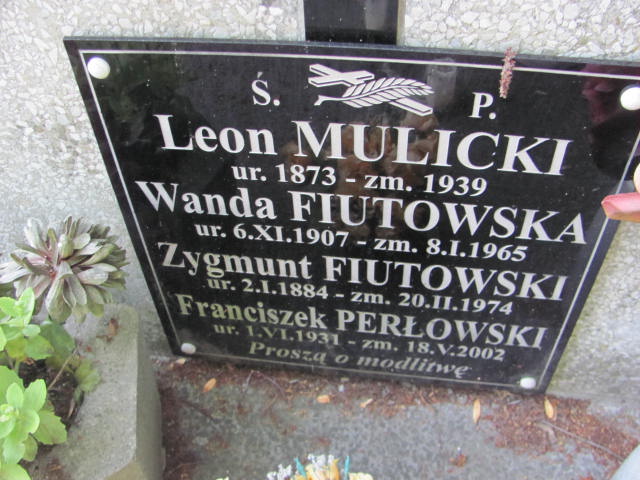 Ś. P.
Leon MULICKI
ur. 1873 - zm. 1939
Wanda FIUTOWSKA
ur. 6.XI.1907 - zm. 8.I.1965
Zygmunt FIUTOWSKI
ur. 2.I.1884 - zm. 20.II.1974
Franciszek PERŁOWSKI
ur. 1.VI.1931 - zm. 18.V.2002
Proszą o modlitwę